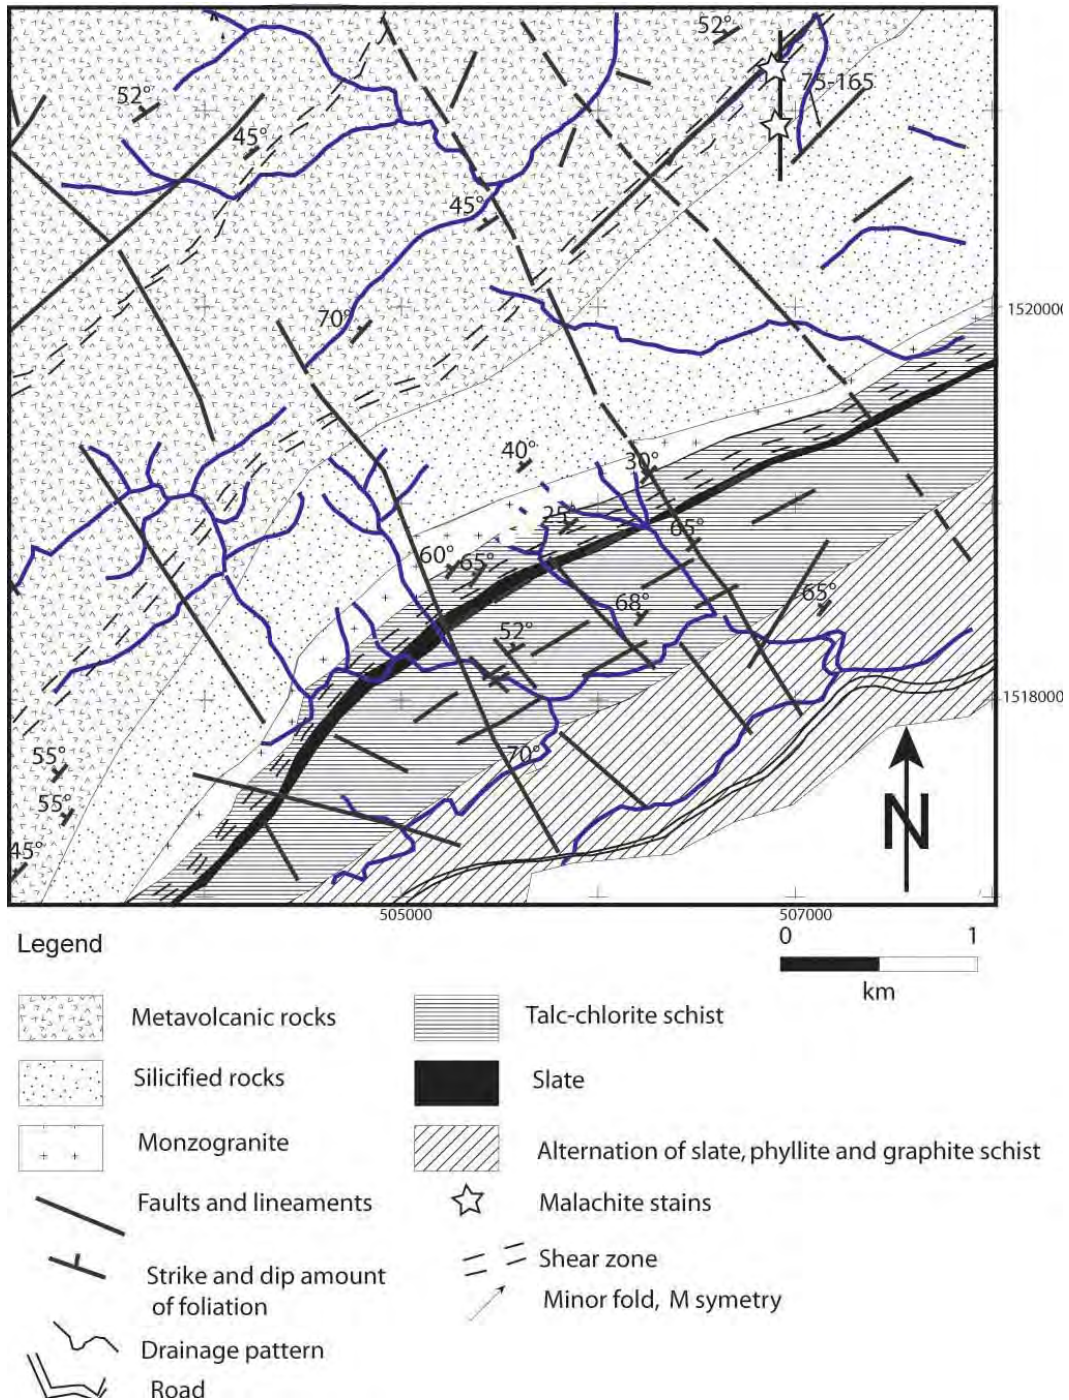 52°
52°
75-165
45°
45°
70°
1520000
40°
30°
25°
65°
60°
65°
68°
65°
52°
1518000
70°
55°
55°
45°
N
505000
507000
Legend
0 1
km
Metavolcanic rocks
Talc-chlorite schist
Silicified rocks
Slate
Monzogranite
Alternation of slate, phyllite and graphite schist
Faults and lineaments
Malachite stains
Strike and dip amount
of foliation
Shear zone
Minor fold, M symetry
Drainage pattern
Road